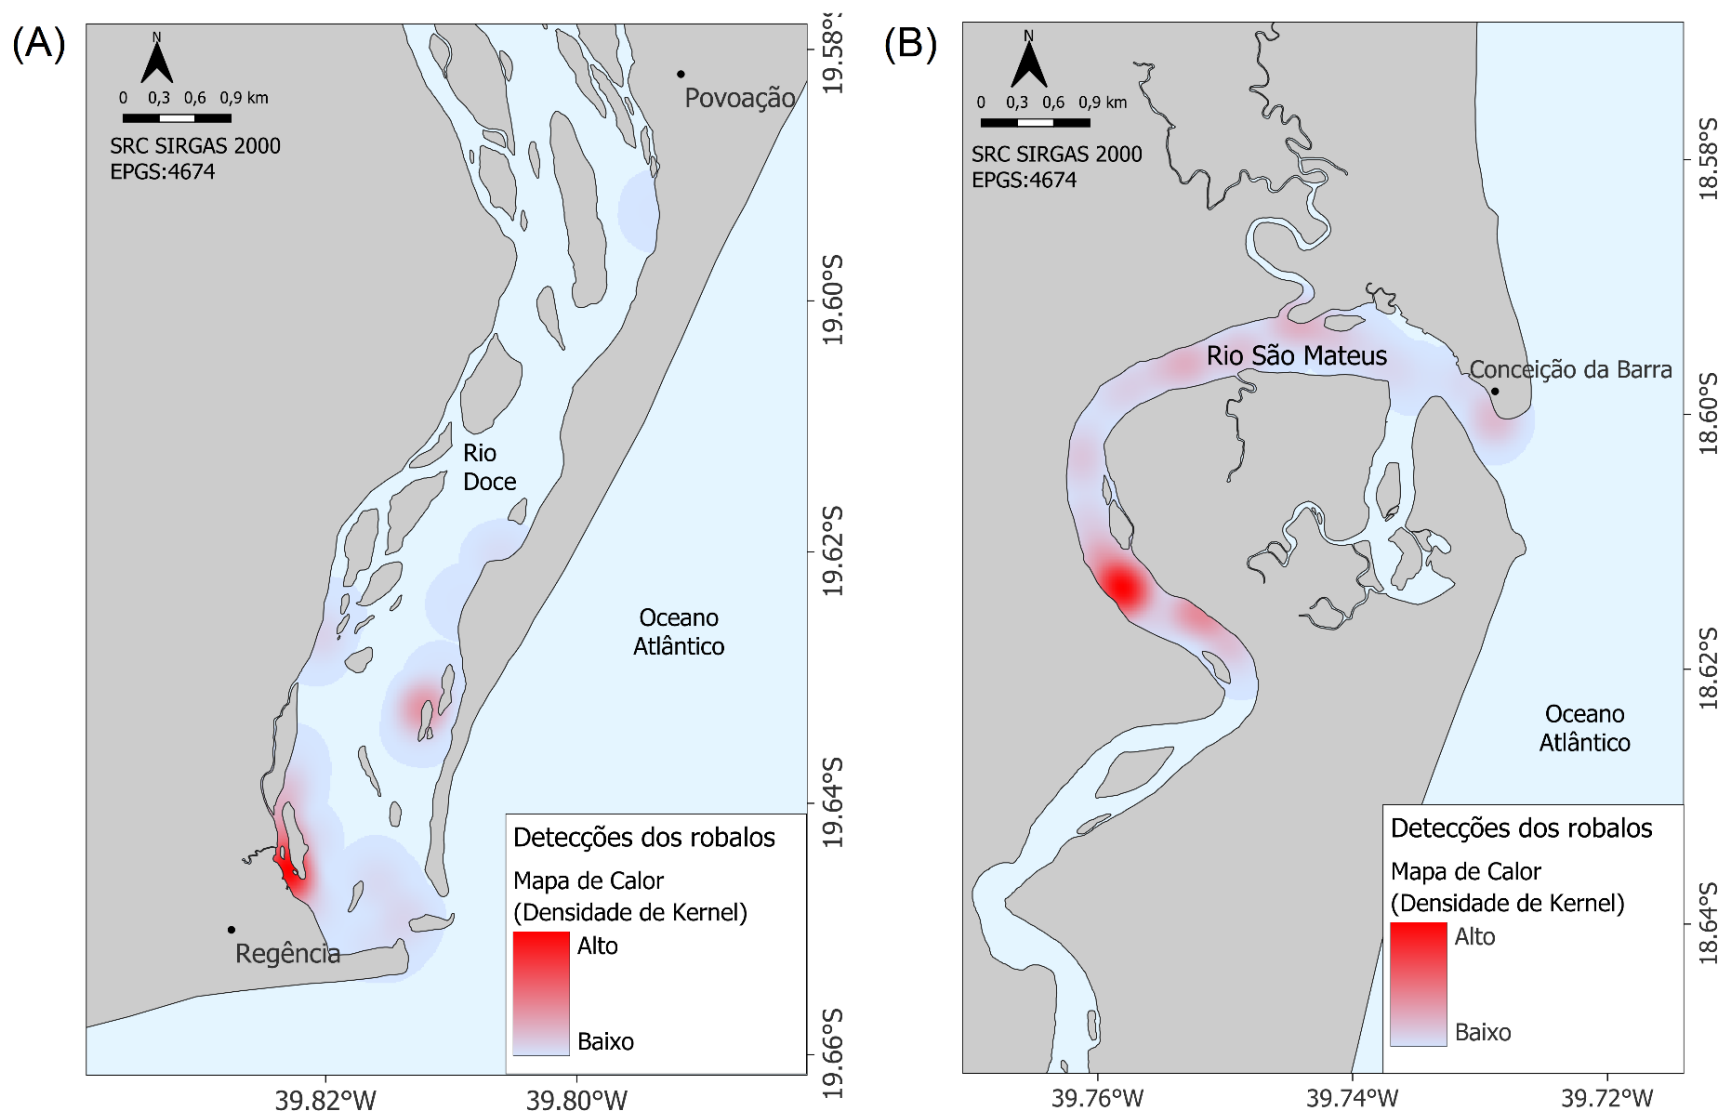 (A)
N
0 0,3 0,6 0,9 km
SRC SIRGAS 2000
EPGS:4674
Povoação
Rio
Doce
Oceano
Atlântico
Regência
Detecções dos robalos
Mapa de Calor
(Densidade de Kernel)
Alto
Baixo
19.58°S
19.60°S
19.62°S
19.64°S
19.66°S
39.82°W
39.80°W
(B)
N
0 0,3 0,6 0,9 km
SRC SIRGAS 2000
EPGS:4674
Rio São Mateus
Conceição da Barra
Oceano
Atlântico
Detecções dos robalos
Mapa de Calor
(Densidade de Kernel)
Alto
Baixo
18.58°S
18.60°S
18.62°S
18.64°S
39.76°W
39.74°W
39.72°W